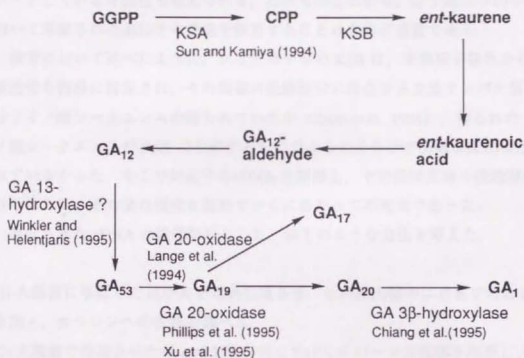 GGPP CPP ent-kaurene
KSA KSB
Sun and Kamiya (1994)
GA12 GA12-aldehyde ent-kaurenoic acid
GA 13-
hydroxylase ?
Winkler and
Helentjaris (1995)
GA17
GA 20-oxidase
Lange et al.
(1994)
GA53 GA19 GA20 GA1
GA 20-oxidase GA 3β-hydroxylase
Phillips et al. (1995) Chiang et al. (1995)
Xu et al. (1995)